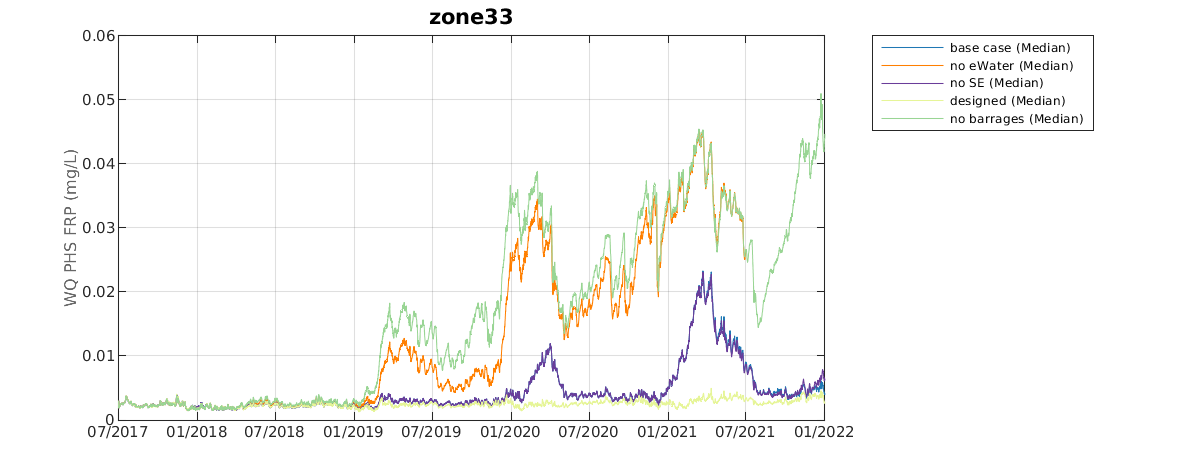 zone33
0.06
0.05
0.04
0.03
0.02
0.01
0
WQ PHS FRP (mg/L)
07/2017 01/2018 07/2018 01/2019 07/2019 01/2020 07/2020 01/2021 07/2021 01/2022
base case (Median)
no eWater (Median)
no SE (Median)
designed (Median)
no barrages (Median)